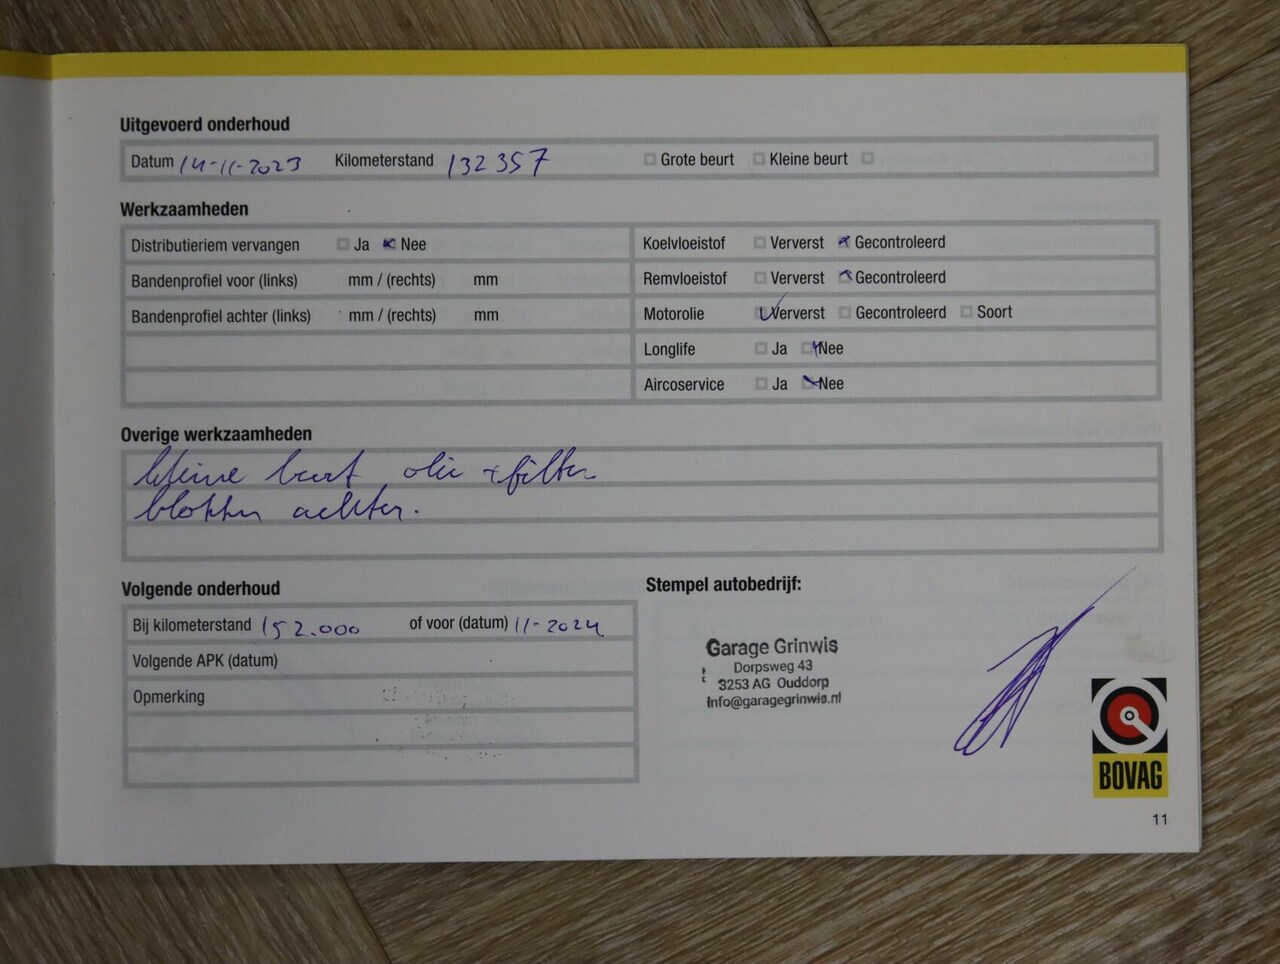 Uitgevoerd onderhoud
Datum 14-11-2023 Kilometerstand 132357 Grote beurt Kleine beurt
Werkzaamheden
Distributieriem vervangen Ja Nee
Bandenprofiel voor (links) mm / (rechts) mm
Bandenprofiel achter (links) mm / (rechts) mm
Koelvloeistof Ververst Gecontroleerd
Remvloeistof Ververst Gecontroleerd
Motorolie Ververst Gecontroleerd Soort
Longlife Ja Nee
Aircoservice Ja Nee
Overige werkzaamheden
kleine beurt olie + filter
blokken achter.
Volgende onderhoud
Bij kilometerstand 152.000 of voor (datum) 11-2024
Volgende APK (datum)
Opmerking
Stempel autobedrijf:
Garage Grinwis
Dorpsweg 43
3253 AG Ouddorp
info@garagegrinwis.nl
BOVAG
11